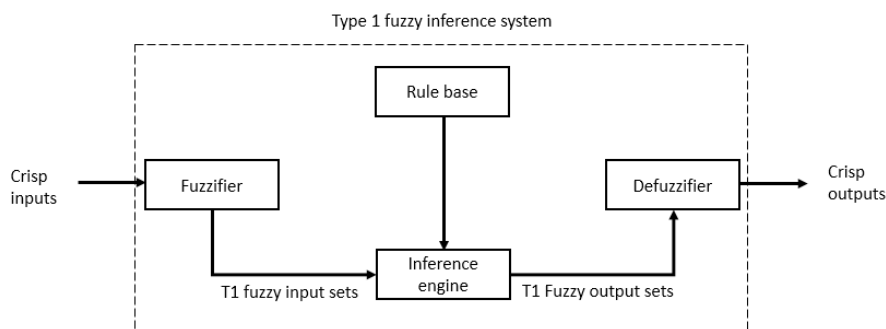 Type 1 fuzzy inference system
Rule base
Crisp
inputs
Fuzzifier
Defuzzifier
Crisp
outputs
Inference
engine
T1 fuzzy input sets
T1 Fuzzy output sets